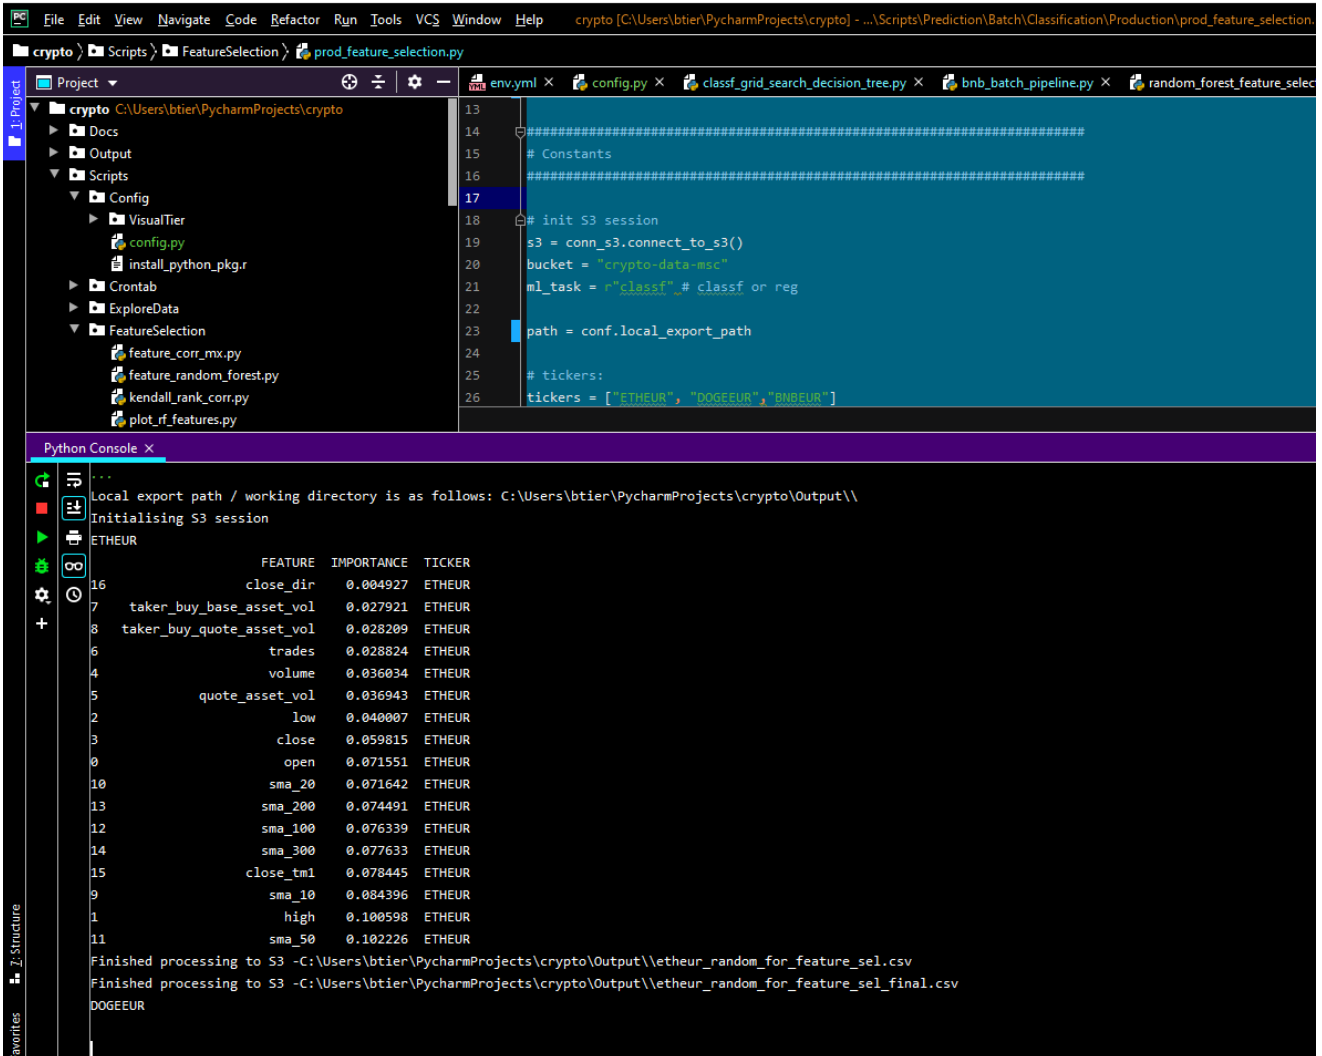 PC File Edit View Navigate Code Refactor Run Tools VCS Window Help crypto [C:\Users\btier\PycharmProjects\crypto] - ...\Scripts\Prediction\Batch\Classification\Production\prod_feature_selection.
crypto Scripts FeatureSelection prod_feature_selection.py
1: Project
Project
env.yml config.py classf_grid_search_decision_tree.py bnb_batch_pipeline.py random_forest_feature_selec
crypto C:\Users\btier\PycharmProjects\crypto
Docs
Output
Scripts
Config
VisualTier
config.py
install_python_pkg.r
Crontab
ExploreData
FeatureSelection
feature_corr_mx.py
feature_random_forest.py
kendall_rank_corr.py
plot_rf_features.py
13
14 ########################################################################
15 # Constants
16 ########################################################################
17
18 # init S3 session
19 s3 = conn_s3.connect_to_s3()
20 bucket = "crypto-data-msc"
21 ml_task = r"classf" # classf or reg
22
23 path = conf.local_export_path
24
25 # tickers:
26 tickers = ["ETHEUR", "DOGEEUR","BNBEUR"]
Python Console
...
Local export path / working directory is as follows: C:\Users\btier\PycharmProjects\crypto\Output\\
Initialising S3 session
ETHEUR
FEATURE IMPORTANCE TICKER
16 close_dir 0.004927 ETHEUR
7 taker_buy_base_asset_vol 0.027921 ETHEUR
8 taker_buy_quote_asset_vol 0.028209 ETHEUR
6 trades 0.028824 ETHEUR
4 volume 0.036034 ETHEUR
5 quote_asset_vol 0.036943 ETHEUR
2 low 0.040007 ETHEUR
3 close 0.059815 ETHEUR
0 open 0.071551 ETHEUR
10 sma_20 0.071642 ETHEUR
13 sma_200 0.074491 ETHEUR
12 sma_100 0.076339 ETHEUR
14 sma_300 0.077633 ETHEUR
15 close_tm1 0.078445 ETHEUR
9 sma_10 0.084396 ETHEUR
1 high 0.100598 ETHEUR
11 sma_50 0.102226 ETHEUR
Finished processing to S3 -C:\Users\btier\PycharmProjects\crypto\Output\\etheur_random_for_feature_sel.csv
Finished processing to S3 -C:\Users\btier\PycharmProjects\crypto\Output\\etheur_random_for_feature_sel_final.csv
DOGEEUR
7: Structure
avorites